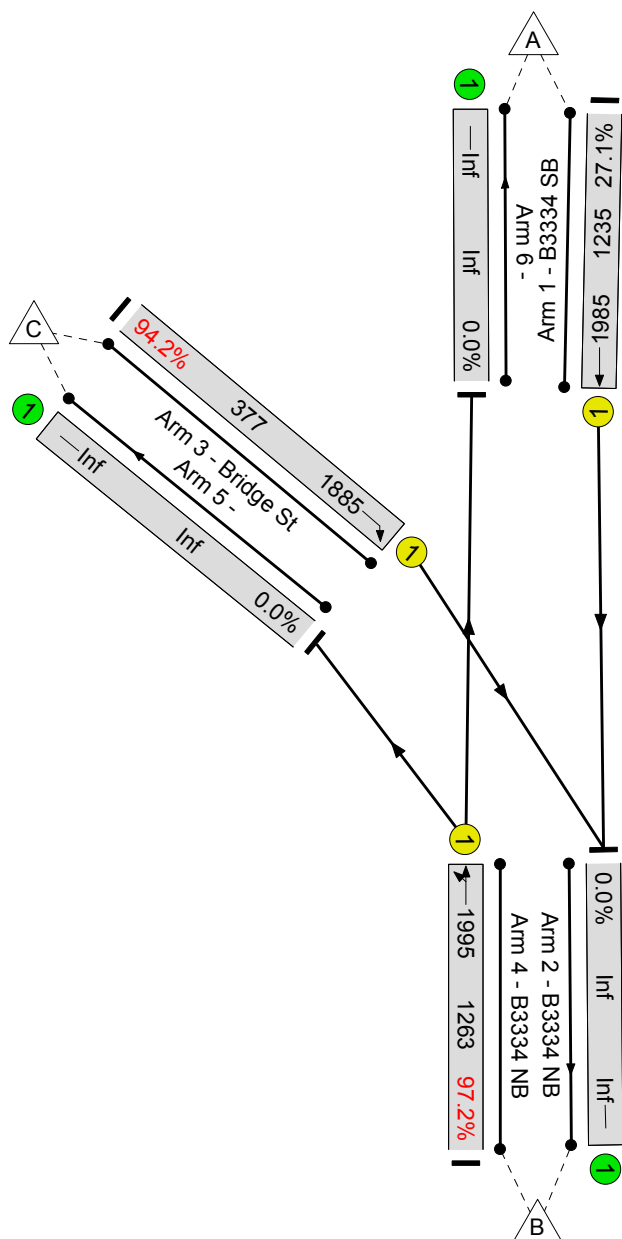 A
1
Inf
Inf
0.0%
Arm 6 -
Arm 1 - B3334 SB
1985 1235 27.1%
1
C
94.2%
377
1885
1
Arm 3 - Bridge St
Arm 5 -
1
Inf
Inf
0.0%
1
1995 1263 97.2%
Arm 4 - B3334 NB
Arm 2 - B3334 NB
0.0% Inf Inf
1
B